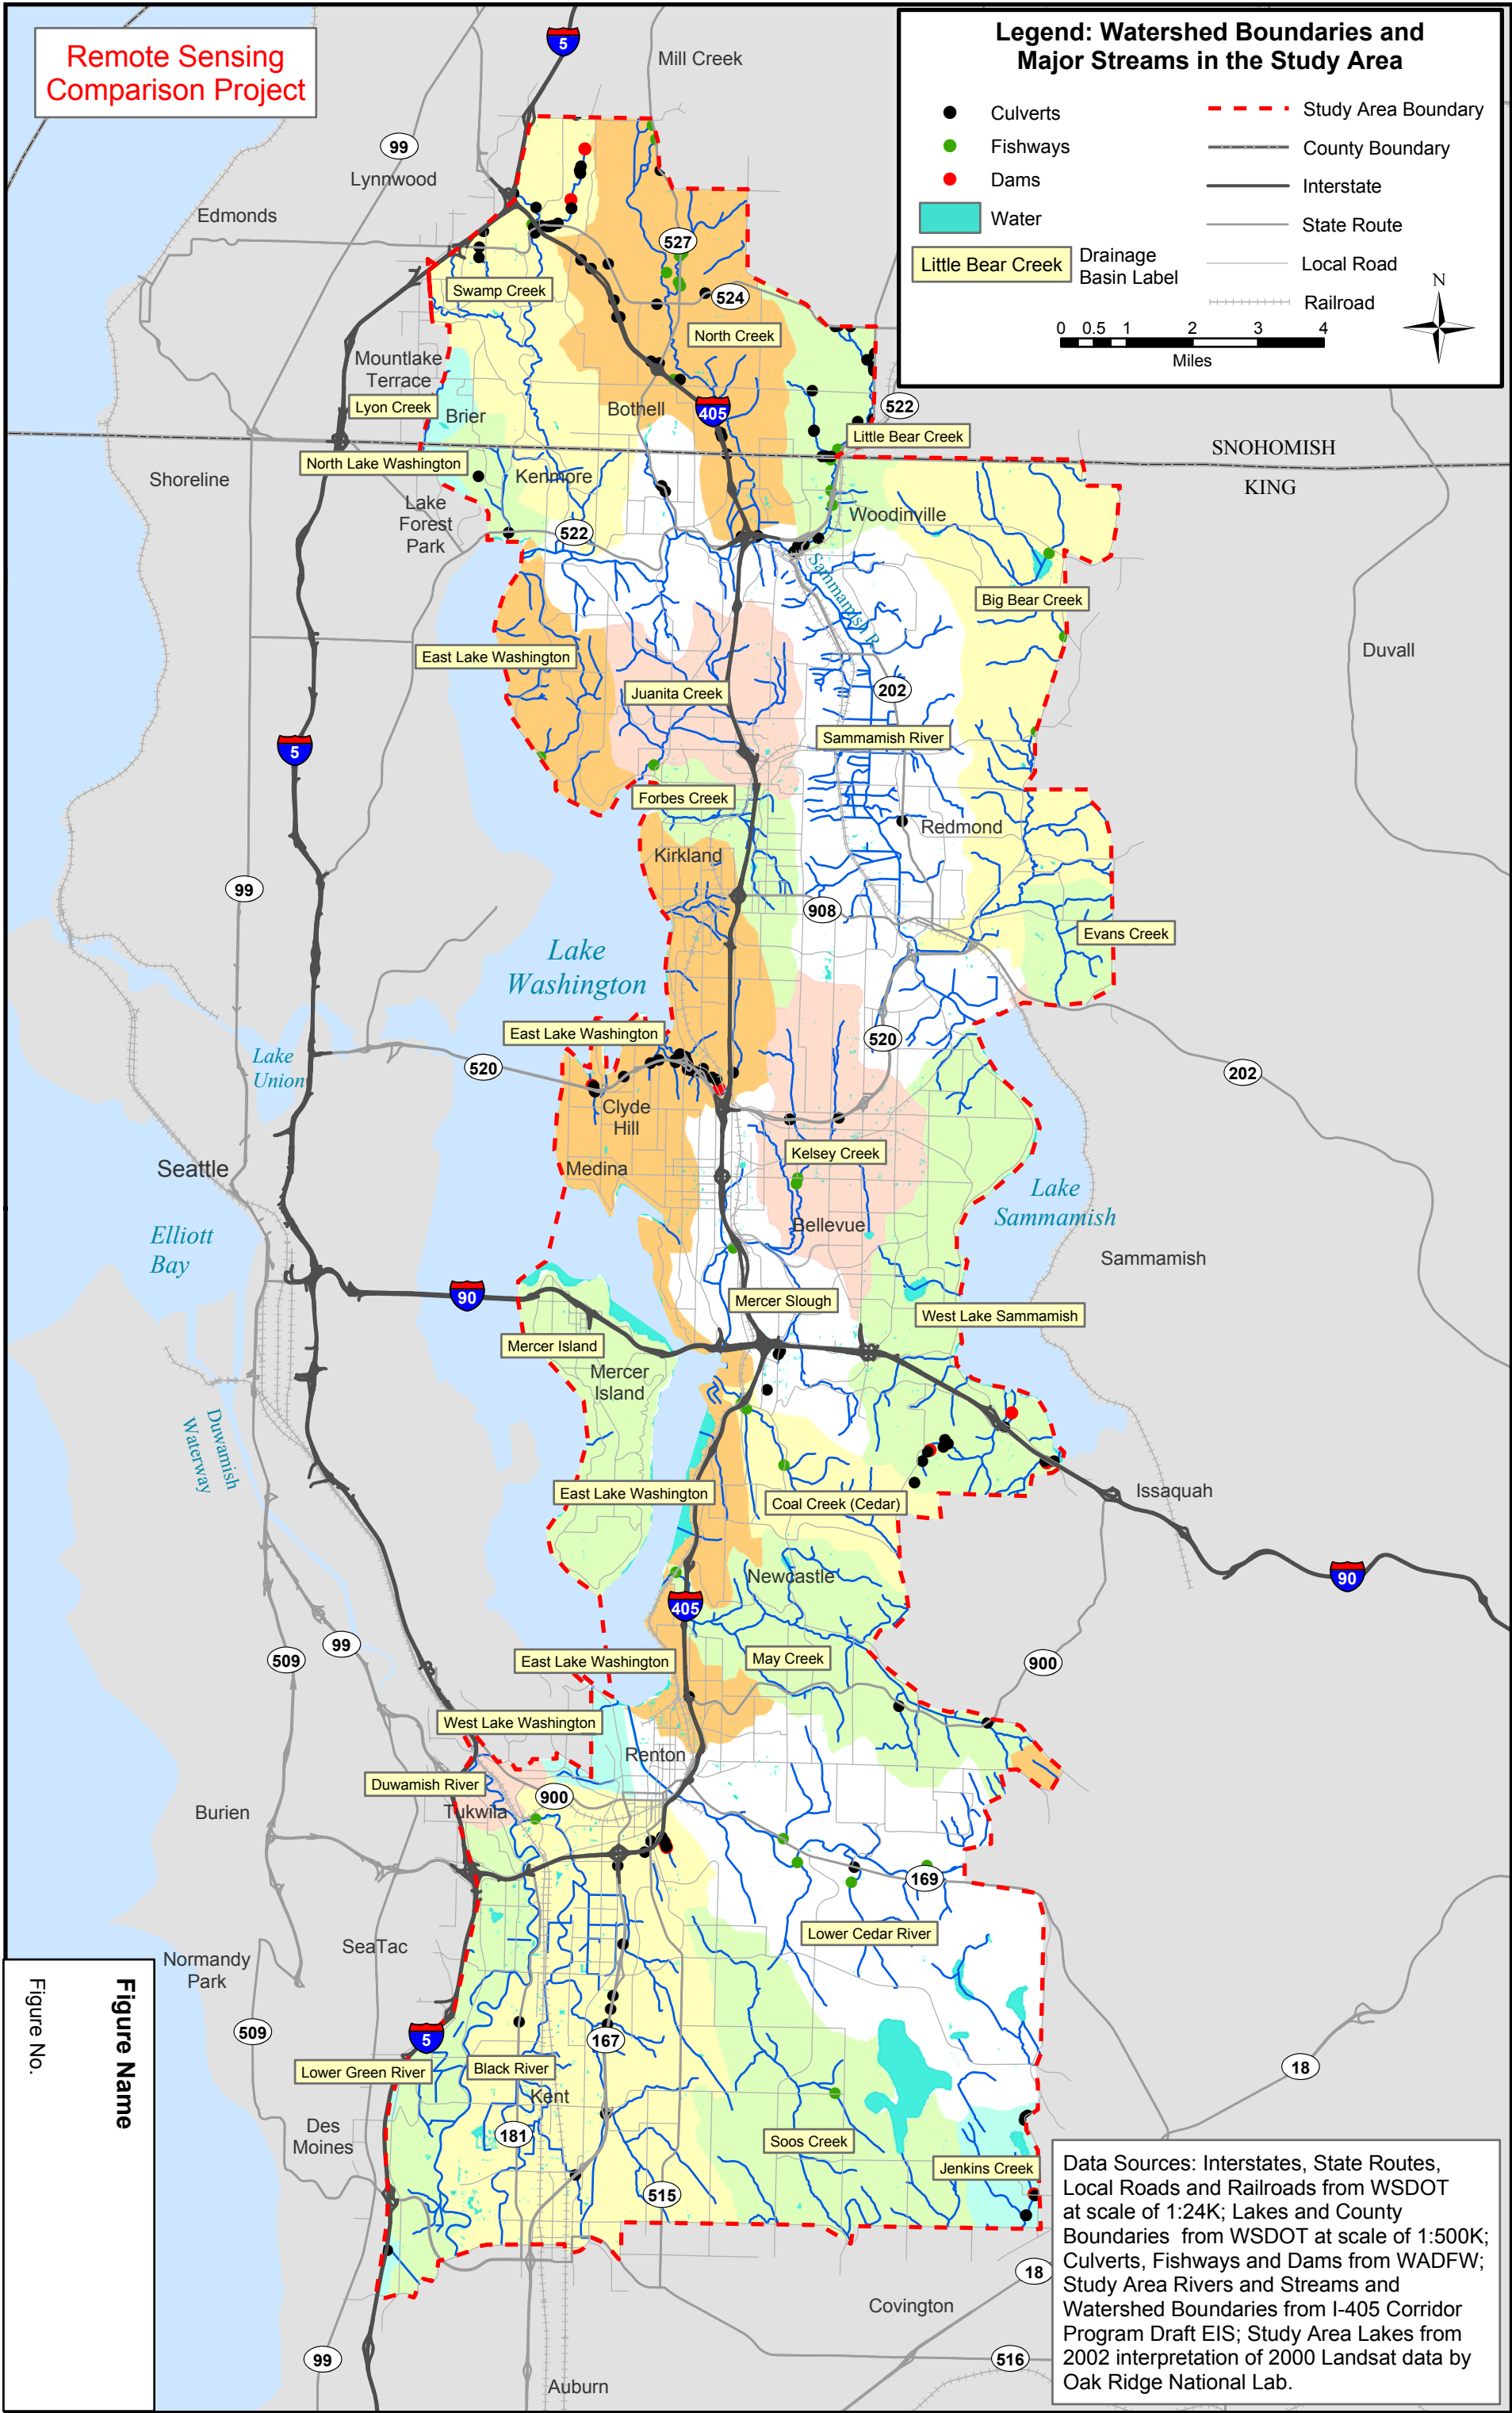 Remote Sensing
Comparison Project
Legend: Watershed Boundaries and
Major Streams in the Study Area
Culverts
Fishways
Dams
Water
Little Bear Creek
Drainage
Basin Label
Study Area Boundary
County Boundary
Interstate
State Route
Local Road
Railroad
N
0 0.5 1 2 3 4
Miles
5
Mill Creek
99
Lynnwood
Edmonds
527
Swamp Creek
524
North Creek
Mountlake
Terrace
Lyon Creek
Brier
Bothell
405
522
Little Bear Creek
SNOHOMISH
KING
North Lake Washington
Shoreline
Kenmore
Lake
Forest
Park
522
Woodinville
Sammamish R.
Big Bear Creek
East Lake Washington
Duvall
Juanita Creek
202
Sammamish River
5
Forbes Creek
Redmond
Kirkland
99
908
Evans Creek
Lake
Washington
East Lake Washington
520
Lake
Union
520
202
Clyde
Hill
Kelsey Creek
Medina
Seattle
Lake
Sammamish
Bellevue
Elliott
Bay
Sammamish
90
Mercer Slough
West Lake Sammamish
Mercer Island
Mercer
Island
Duwamish
Waterway
East Lake Washington
Coal Creek (Cedar)
Issaquah
Newcastle
90
405
99
509
East Lake Washington
May Creek
900
West Lake Washington
Renton
Duwamish River
900
Tukwila
Burien
169
Lower Cedar River
SeaTac
Normandy
Park
509
5
167
Lower Green River
Black River
Kent
18
Des
Moines
181
Soos Creek
Jenkins Creek
515
18
Covington
99
516
Auburn
Figure Name
Figure No.
Data Sources: Interstates, State Routes,
Local Roads and Railroads from WSDOT
at scale of 1:24K; Lakes and County
Boundaries from WSDOT at scale of 1:500K;
Culverts, Fishways and Dams from WADFW;
Study Area Rivers and Streams and
Watershed Boundaries from I-405 Corridor
Program Draft EIS; Study Area Lakes from
2002 interpretation of 2000 Landsat data by
Oak Ridge National Lab.